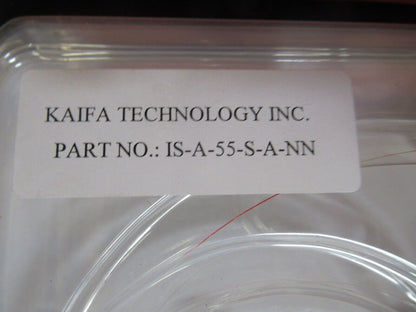 KAIFA TECHNOLOGY INC.
PART NO.: IS-A-55-S-A-NN